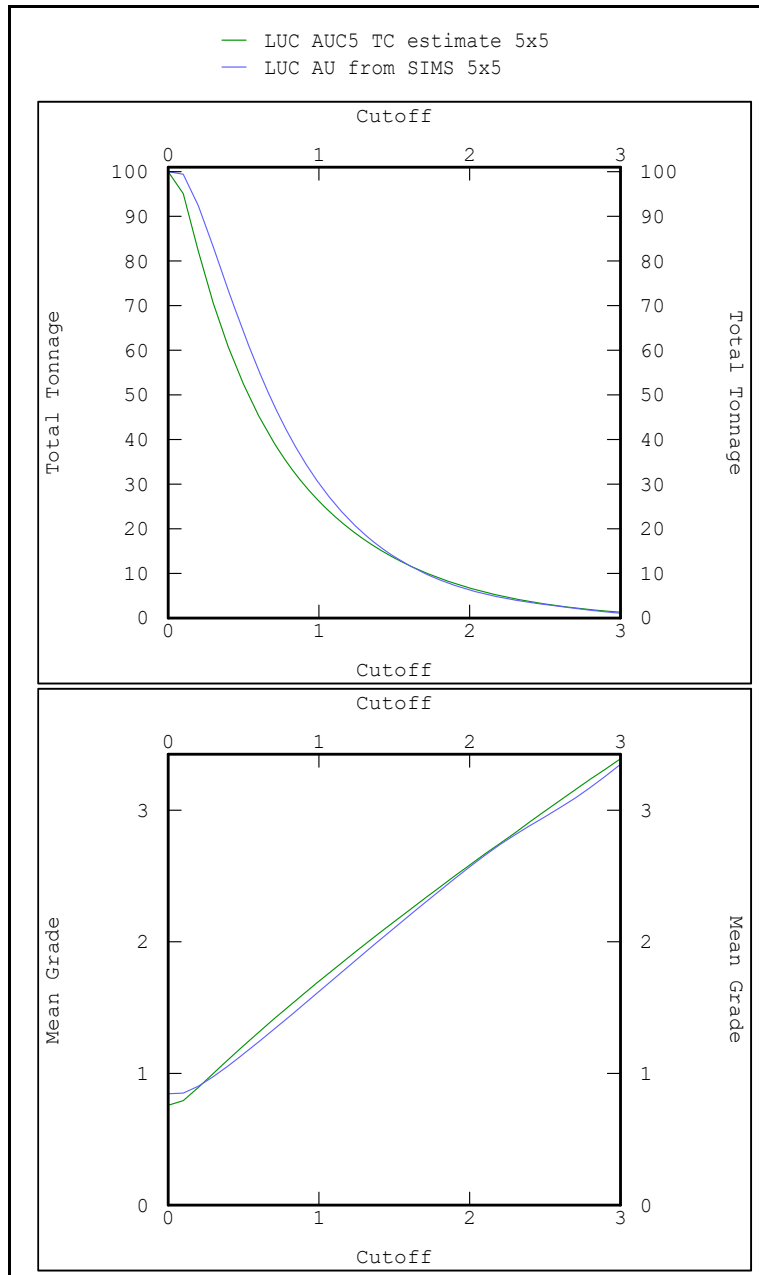 LUC AUC5 TC estimate 5x5
LUC AU from SIMS 5x5
Cutoff
0 1 2 3
100 100
90 90
80 80
70 70
60 60
50 50
40 40
30 30
20 20
10 10
0 0
Total Tonnage
Total Tonnage
0 1 2 3
Cutoff
Cutoff
0 1 2 3
3 3
2 2
1 1
0 0
Mean Grade
Mean Grade
0 1 2 3
Cutoff